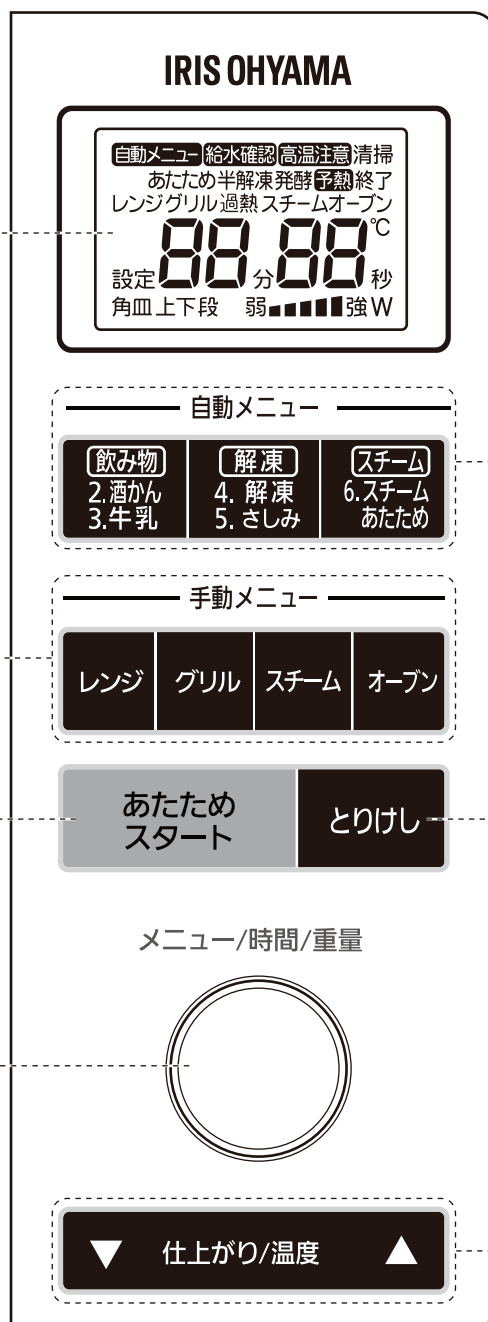 IRIS OHYAMA
自動メニュー 給水確認 高温注意 清掃
あたため半解凍発酵予熱終了
レンジグリル過熱スチームオーブン
88 88 ℃
設定 分 秒
角皿上下段 弱 強W
自動メニュー
飲み物
2.酒かん
3.牛乳
解凍
4. 解凍
5. さしみ
スチーム
6.スチーム
あたため
手動メニュー
レンジ グリル スチーム オーブン
あたため
スタート
とりけし
メニュー/時間/重量
▼ 仕上がり/温度 ▲